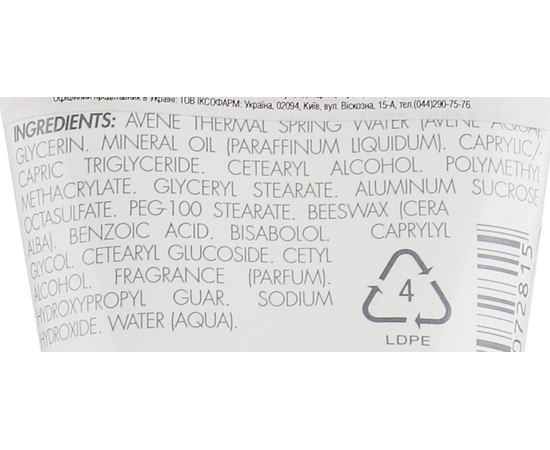 Офіційний представник в Україні: ТОВ ІКСОФАРМ: Україна, 02094, Київ, вул. Віскозна, 15-А, тел.(044)290-75-76.
INGREDIENTS: AVENE THERMAL SPRING WATER (AVENE AQUA).
GLYCERIN. MINERAL OIL (PARAFFINUM LIQUIDUM). CAPRYLIC/
CAPRIC TRIGLYCERIDE. CETEARYL ALCOHOL. POLYMETHYL
METHACRYLATE. GLYCERYL STEARATE. ALUMINUM SUCROSE
OCTASULFATE. PEG-100 STEARATE. BEESWAX (CERA
ALBA). BENZOIC ACID. BISABOLOL. CAPRYLYL
GLYCOL. CETEARYL GLUCOSIDE. CETYL
ALCOHOL. FRAGRANCE (PARFUM).
HYDROXYPROPYL GUAR. SODIUM
HYDROXIDE. WATER (AQUA).
4
LDPE
972815